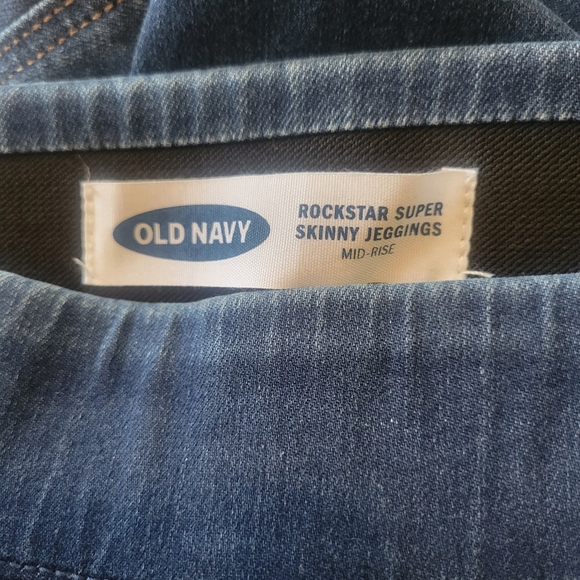 OLD NAVY
ROCKSTAR SUPER
SKINNY JEGGINGS
MID-RISE